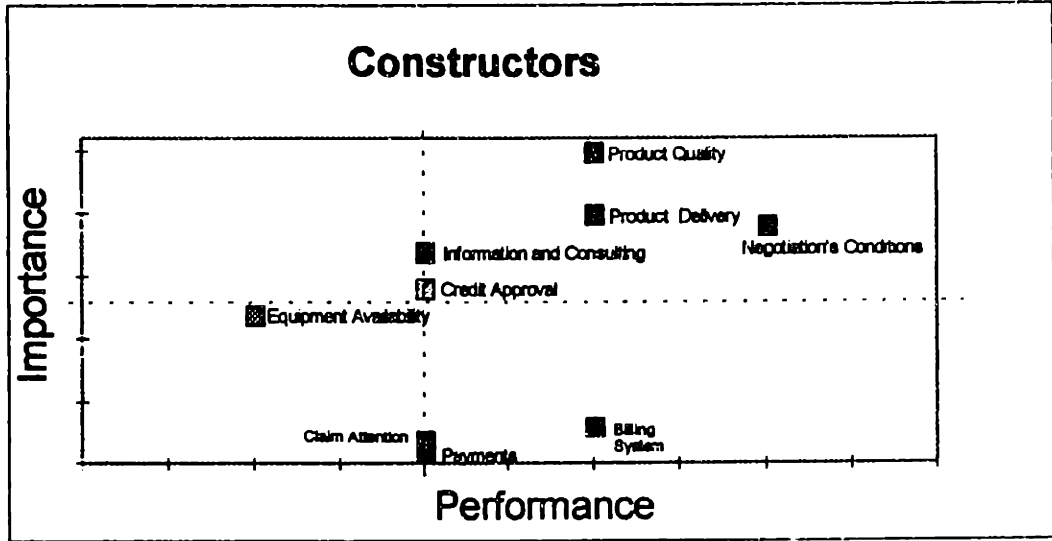 Constructors
Product Quality
Product Delivery
Negotiation's Conditions
Information and Consulting
Credit Approval
Equipment Availability
Claim Attention
Payments
Billing
System
Importance
Performance